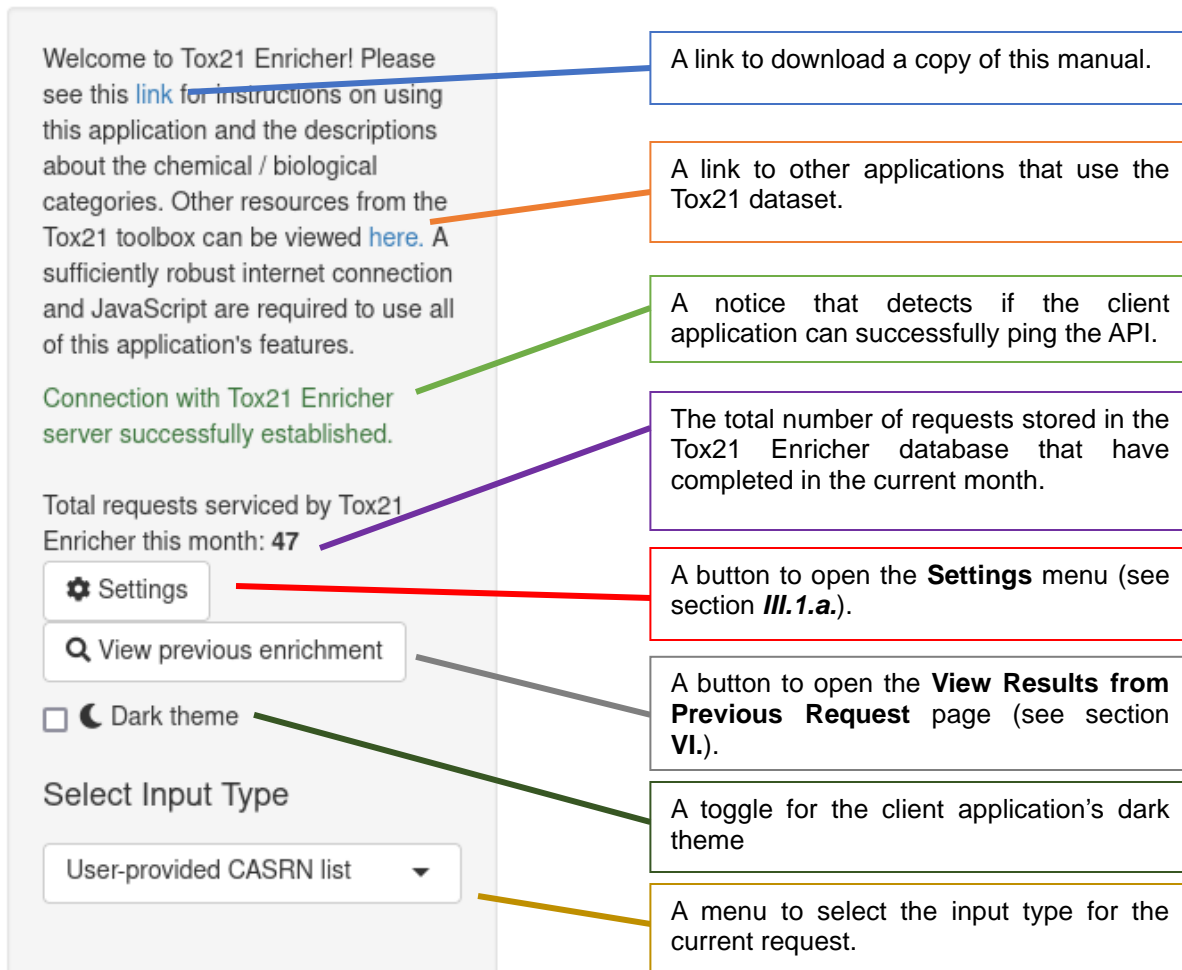 Welcome to Tox21 Enricher! Please
see this link for instructions on using
this application and the descriptions
about the chemical / biological
categories. Other resources from the
Tox21 toolbox can be viewed here. A
sufficiently robust internet connection
and JavaScript are required to use all
of this application's features.
Connection with Tox21 Enricher
server successfully established.
Total requests serviced by Tox21
Enricher this month: 47
Settings
View previous enrichment
Dark theme
Select Input Type
User-provided CASRN list
A link to download a copy of this manual.
A link to other applications that use the
Tox21 dataset.
A notice that detects if the client
application can successfully ping the API.
The total number of requests stored in the
Tox21 Enricher database that have
completed in the current month.
A button to open the Settings menu (see
section III.1.a.).
A button to open the View Results from
Previous Request page (see section
VI.).
A toggle for the client application’s dark
theme
A menu to select the input type for the
current request.